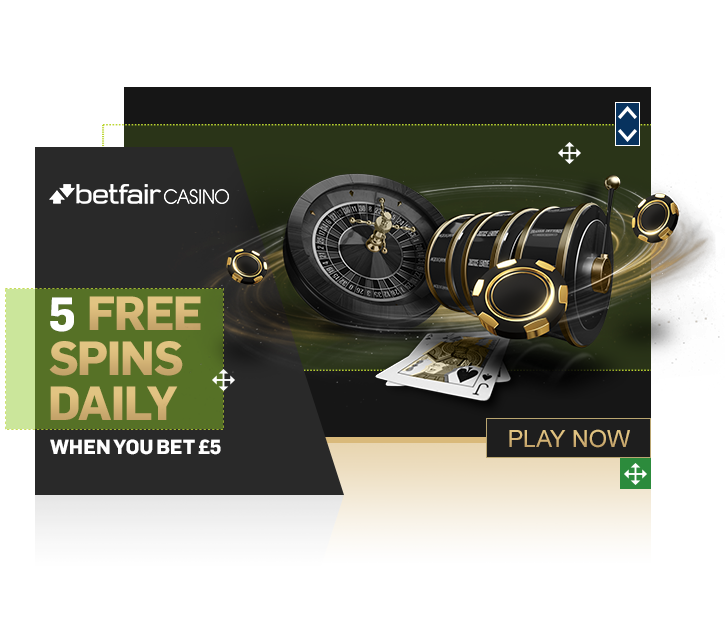 betfair CASINO
5 FREE
SPINS
DAILY
WHEN YOU BET £5
J
PLAY NOW